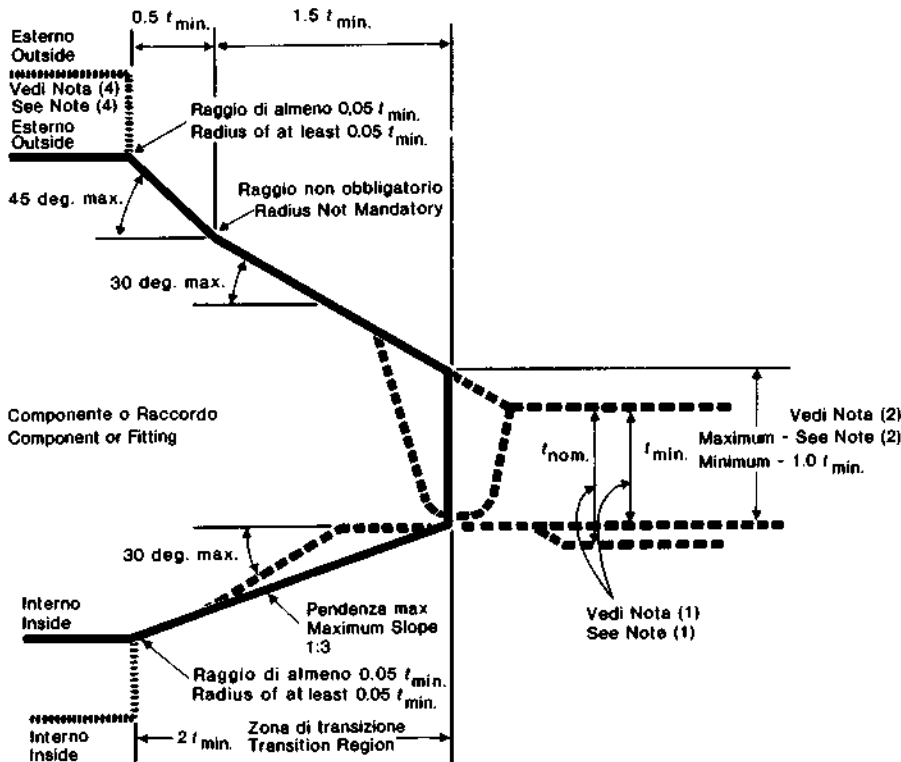 0.5 t min.
1.5 t min.
Esterno
Outside
Vedi Nota (4)
See Note (4)
Esterno
Outside
Raggio di almeno 0,05 t min.
Radius of at least 0.05 t min.
45 deg. max.
Raggio non obbligatorio
Radius Not Mandatory
30 deg. max.
Componente o Raccordo
Component or Fitting
t nom.
t min.
Vedi Nota (2)
Maximum - See Note (2)
Minimum - 1.0 t min.
30 deg. max.
Interno
Inside
Pendenza max
Maximum Slope
1:3
Vedi Nota (1)
See Note (1)
Raggio di almeno 0.05 t min.
Radius of at least 0.05 t min.
Interno
Inside
2 t min.
Zona di transizione
Transition Region